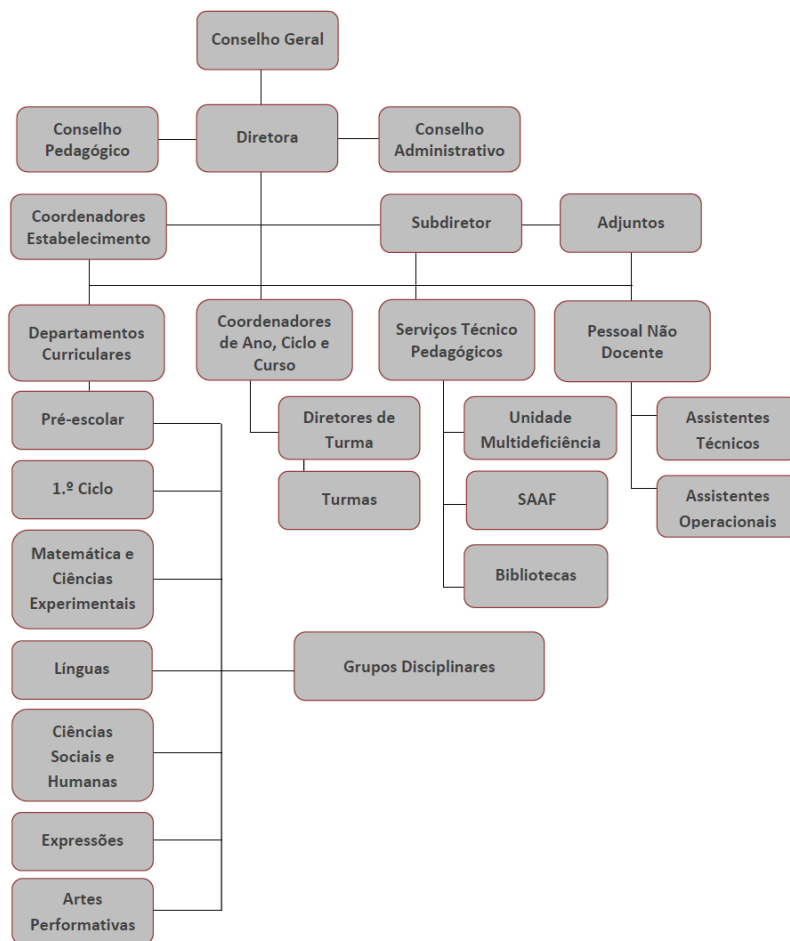 Conselho Geral
Conselho
Pedagógico
Diretora
Conselho
Administrativo
Coordenadores
Estabelecimento
Subdiretor
Adjuntos
Departamentos
Curriculares
Coordenadores
de Ano, Ciclo e
Curso
Serviços Técnico
Pedagógicos
Pessoal Não
Docente
Pré-escolar
Diretores de
Turma
Unidade
Multideficiência
Assistentes
Técnicos
1.º Ciclo
Turmas
SAAF
Assistentes
Operacionais
Matemática e
Ciências
Experimentais
Bibliotecas
Línguas
Grupos Disciplinares
Ciências
Sociais e
Humanas
Expressões
Artes
Performativas